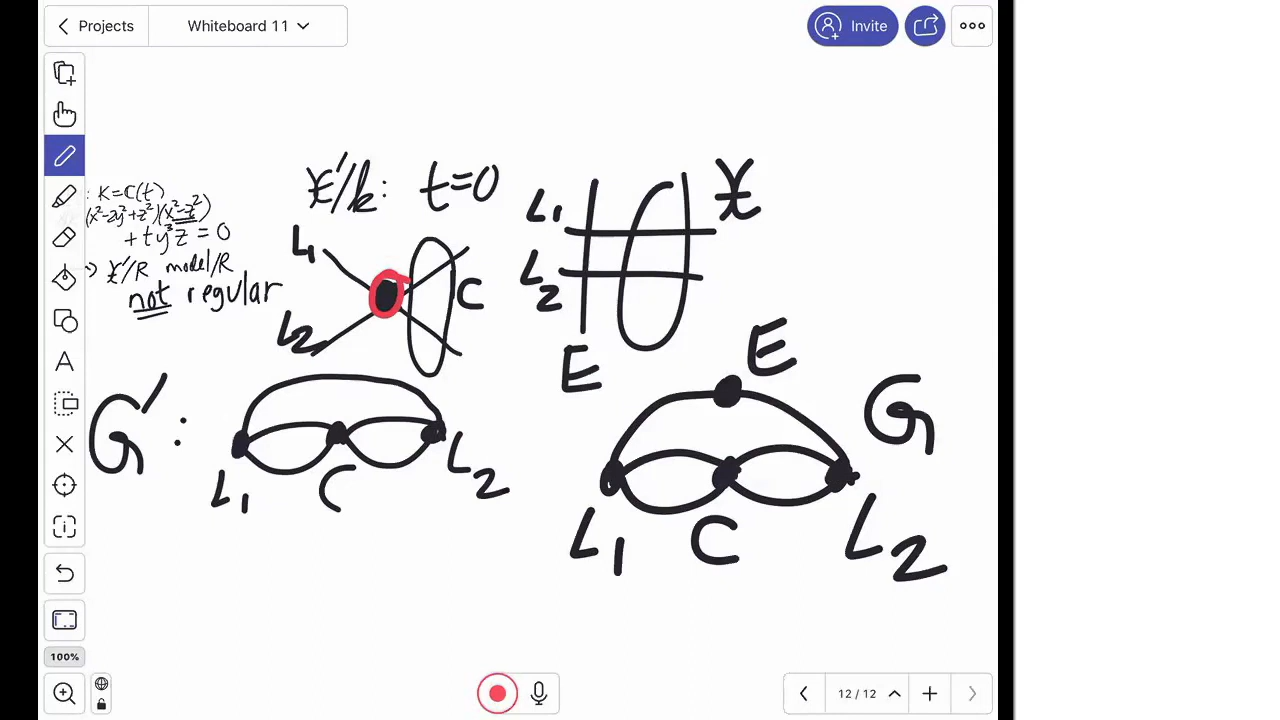 Projects
Whiteboard 11
Invite
: K=ℂ(t)
(x²-2y²+z²)(x²-z²)
+ty³z=0
𝔛'/R model/R
not regular
𝔛'/k: t=0
L₁
L₂
C
L₁
L₂
E
𝔛
G':
L₁
C
L₂
E
G
L₁
C
L₂
A
100%
12 / 12